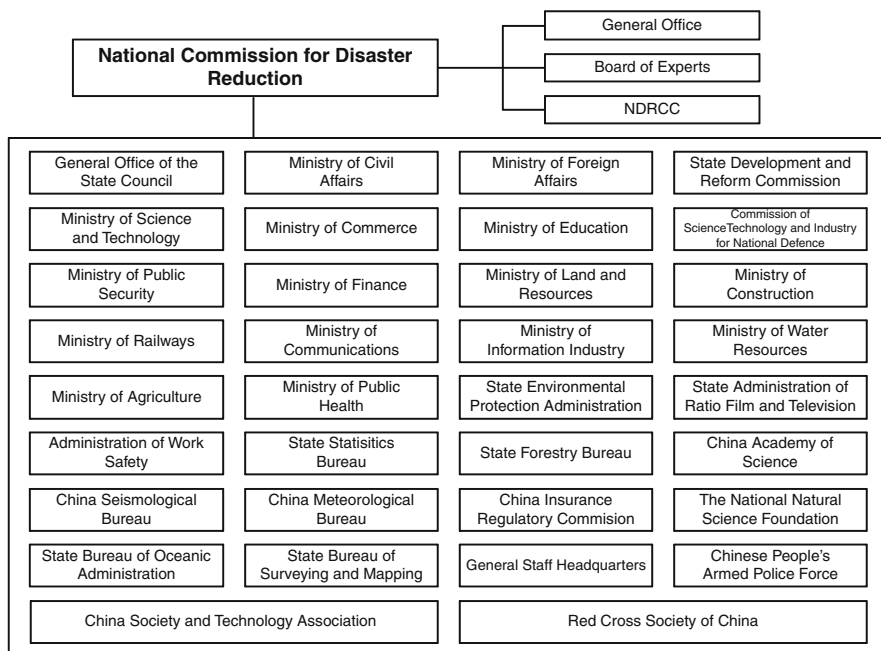 General Office
National Commission for Disaster
Reduction
Board of Experts
NDRCC
General Office of the
State Council
Ministry of Civil
Affairs
Ministry of Foreign
Affairs
State Development and
Reform Commission
Ministry of Science
and Technology
Ministry of Commerce
Ministry of Education
Commission of
ScienceTechnology and Industry
for National Defence
Ministry of Public
Security
Ministry of Finance
Ministry of Land and
Resources
Ministry of
Construction
Ministry of Railways
Ministry of
Communications
Ministry of
Information Industry
Ministry of Water
Resources
Ministry of Agriculture
Ministry of Public
Health
State Environmental
Protection Administration
State Administration of
Ratio Film and Television
Administration of Work
Safety
State Statisitics
Bureau
State Forestry Bureau
China Academy of
Science
China Seismological
Bureau
China Meteorological
Bureau
China Insurance
Regulatory Commision
The National Natural
Science Foundation
State Bureau of Oceanic
Administration
State Bureau of
Surveying and Mapping
General Staff Headquarters
Chinese People's
Armed Police Force
China Society and Technology Association
Red Cross Society of China